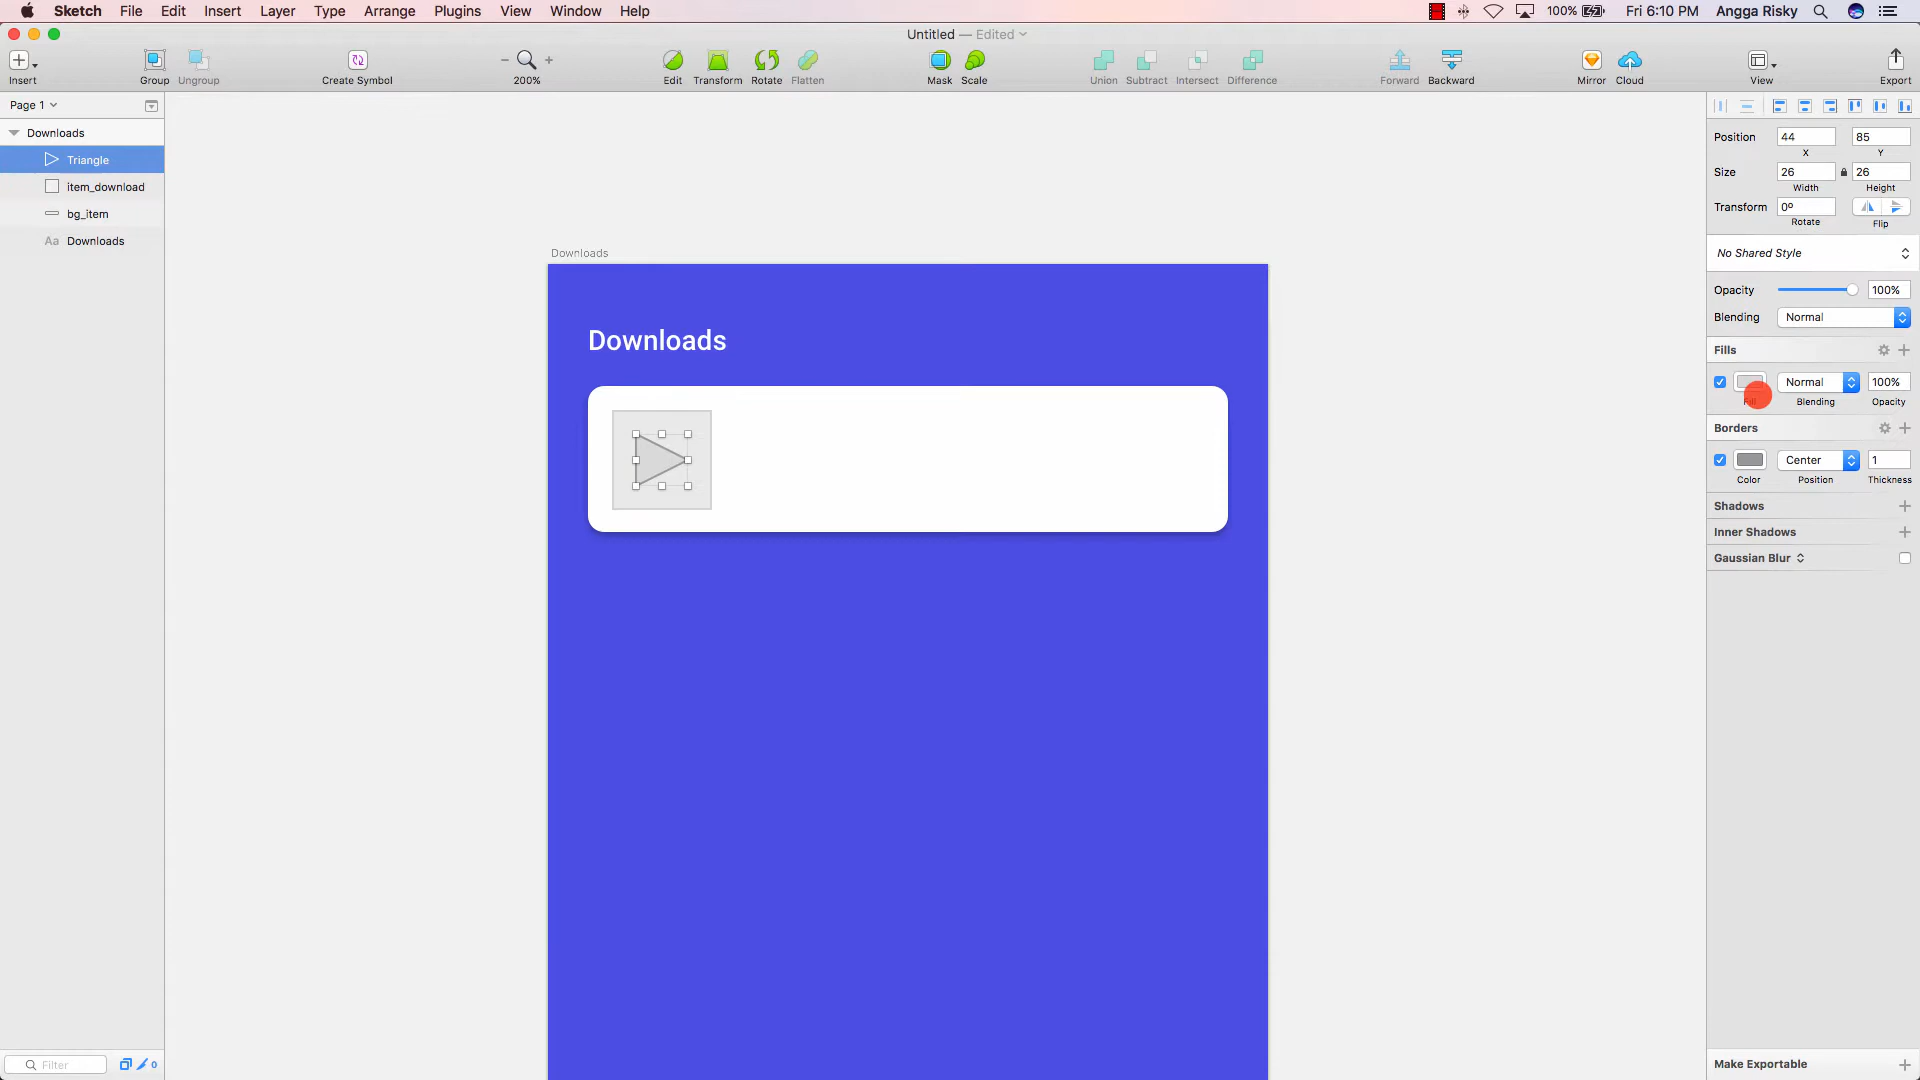 Sketch File Edit Insert Layer Type Arrange Plugins View Window Help 100% Fri 6:10 PM Angga Risky
Untitled — Edited
Insert Group Ungroup Create Symbol 200% Edit Transform Rotate Flatten Mask Scale Union Subtract Intersect Difference Forward Backward Mirror Cloud View Export
Page 1
Downloads
Triangle
item_download
bg_item
Aa Downloads
Filter
0
Downloads
Downloads
Position 44 85
X Y
Size 26 26
Width Height
Transform 0º
Rotate Flip
No Shared Style
Opacity 100%
Blending Normal
Fills
Normal 100%
Fill Blending Opacity
Borders
Center 1
Color Position Thickness
Shadows
Inner Shadows
Gaussian Blur
Make Exportable